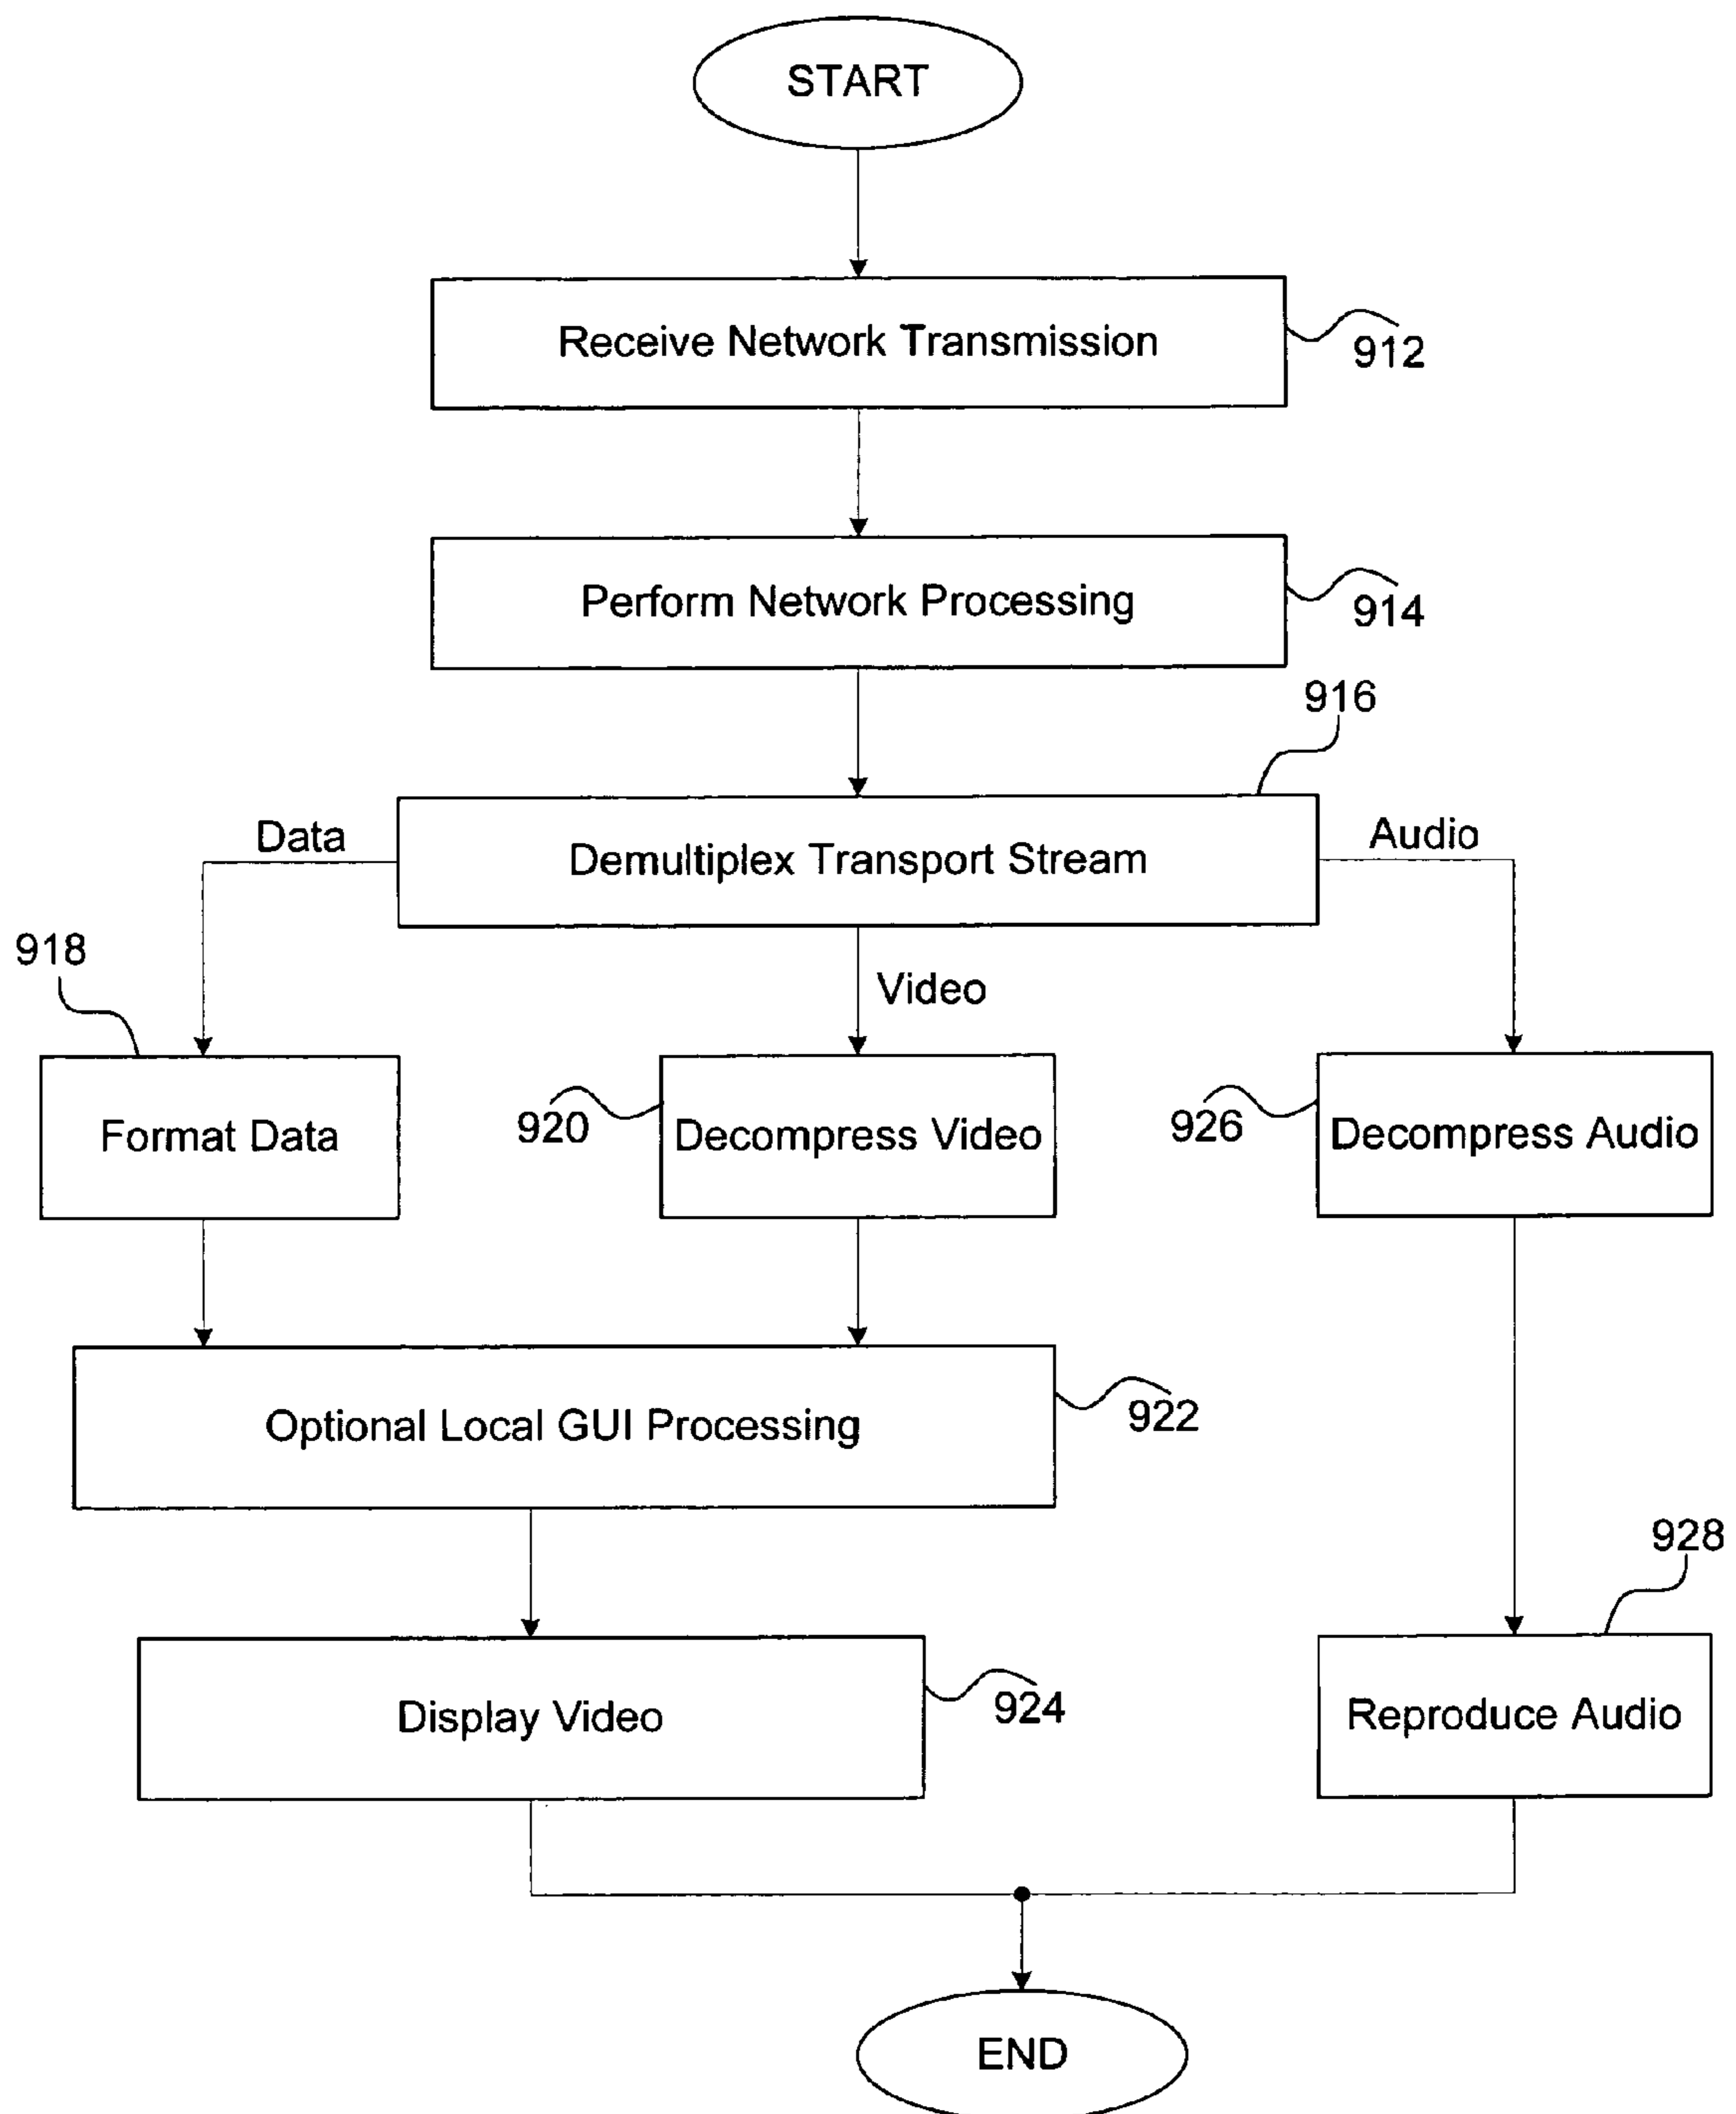 START
Receive Network Transmission
912
Perform Network Processing
914
916
Data
Demultiplex Transport Stream
Audio
918
Video
Format Data
920
Decompress Video
926
Decompress Audio
Optional Local GUI Processing
922
928
Display Video
924
Reproduce Audio
END